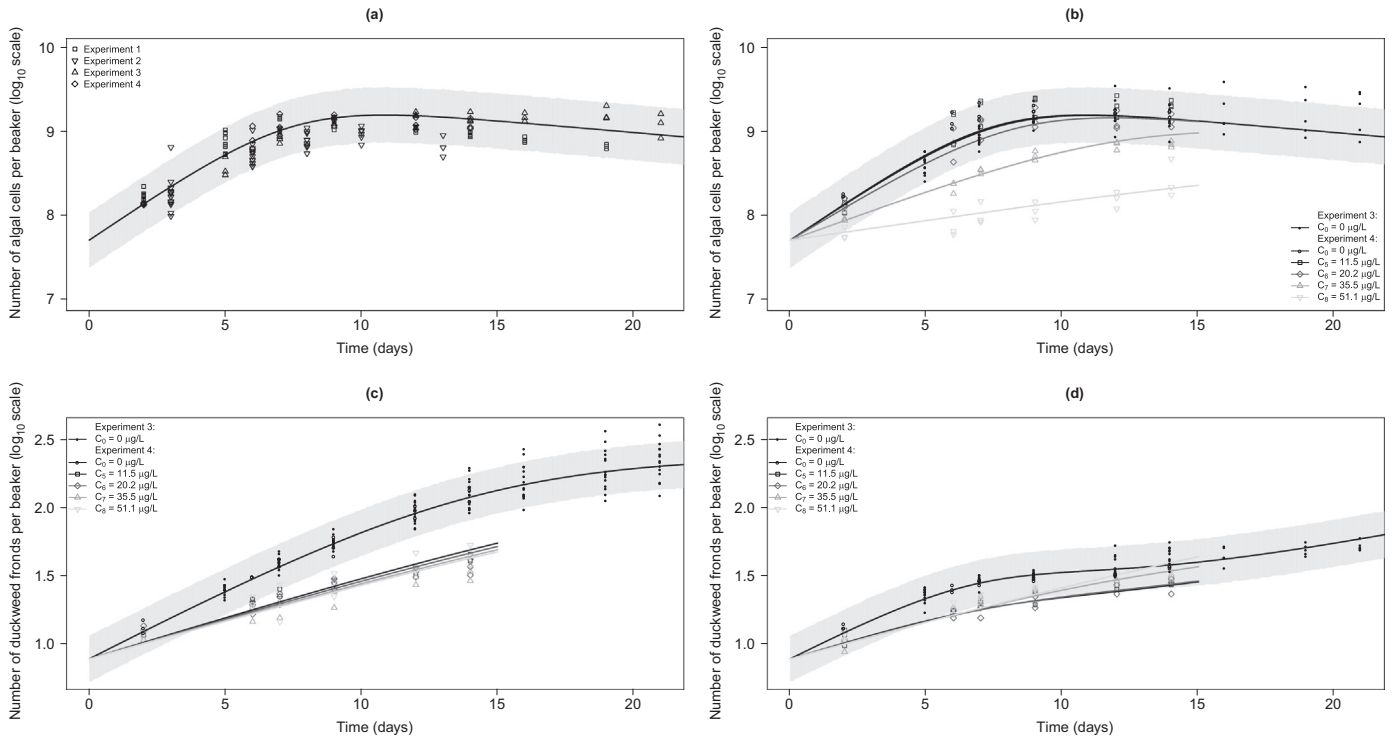 (a)
Number of algal cells per beaker (log10 scale)
10
9
8
7
Experiment 1
Experiment 2
Experiment 3
Experiment 4
0 5 10 15 20
Time (days)
(b)
Number of algal cells per beaker (log10 scale)
10
9
8
7
Experiment 3:
C0 = 0 μg/L
Experiment 4:
C0 = 0 μg/L
C5 = 11.5 μg/L
C6 = 20.2 μg/L
C7 = 35.5 μg/L
C8 = 51.1 μg/L
0 5 10 15 20
Time (days)
(c)
Number of duckweed fronds per beaker (log10 scale)
2.5
2.0
1.5
1.0
Experiment 3:
C0 = 0 μg/L
Experiment 4:
C0 = 0 μg/L
C5 = 11.5 μg/L
C6 = 20.2 μg/L
C7 = 35.5 μg/L
C8 = 51.1 μg/L
0 5 10 15 20
Time (days)
(d)
Number of duckweed fronds per beaker (log10 scale)
2.5
2.0
1.5
1.0
Experiment 3:
C0 = 0 μg/L
Experiment 4:
C0 = 0 μg/L
C5 = 11.5 μg/L
C6 = 20.2 μg/L
C7 = 35.5 μg/L
C8 = 51.1 μg/L
0 5 10 15 20
Time (days)